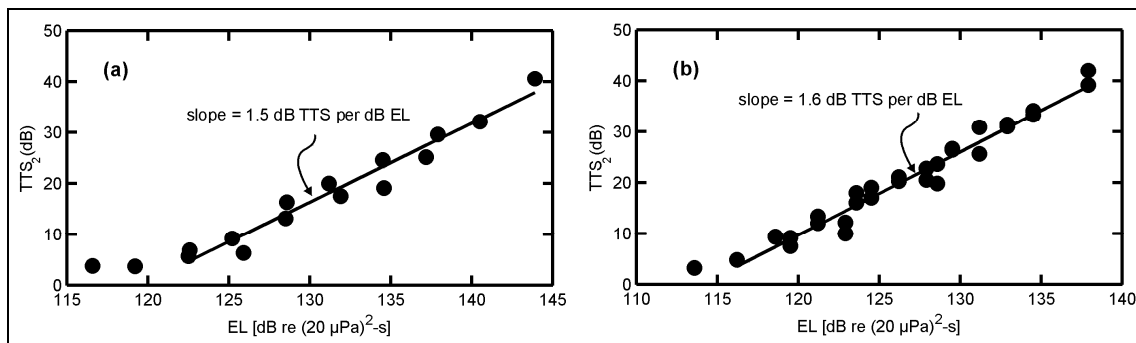 (a)
slope = 1.5 dB TTS per dB EL
TTS₂(dB)
50
40
30
20
10
0
115 120 125 130 135 140 145
EL [dB re (20 µPa)²-s]
(b)
slope = 1.6 dB TTS per dB EL
TTS₂(dB)
50
40
30
20
10
0
110 115 120 125 130 135 140
EL [dB re (20 µPa)²-s]